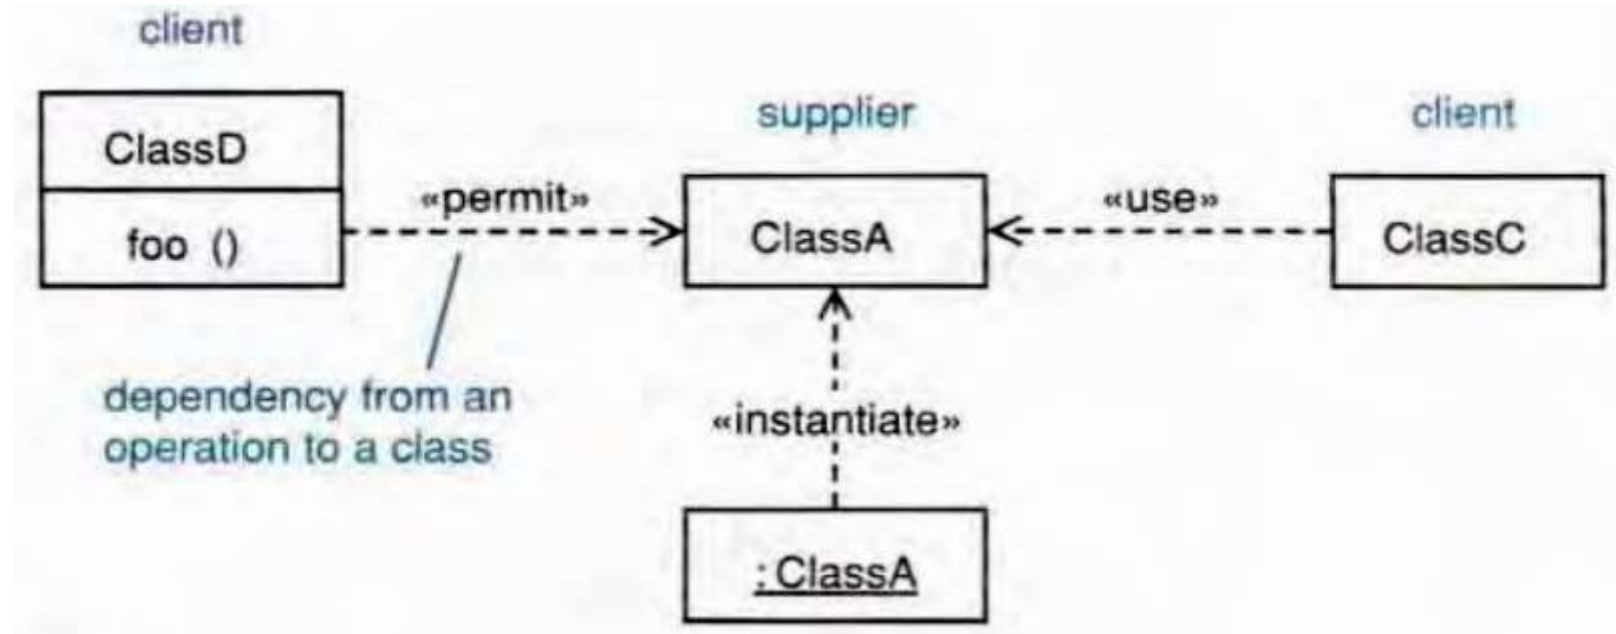 client
supplier
client
ClassD
«permit»
«use»
foo ()
ClassA
ClassC
dependency from an
operation to a class
«instantiate»
: ClassA